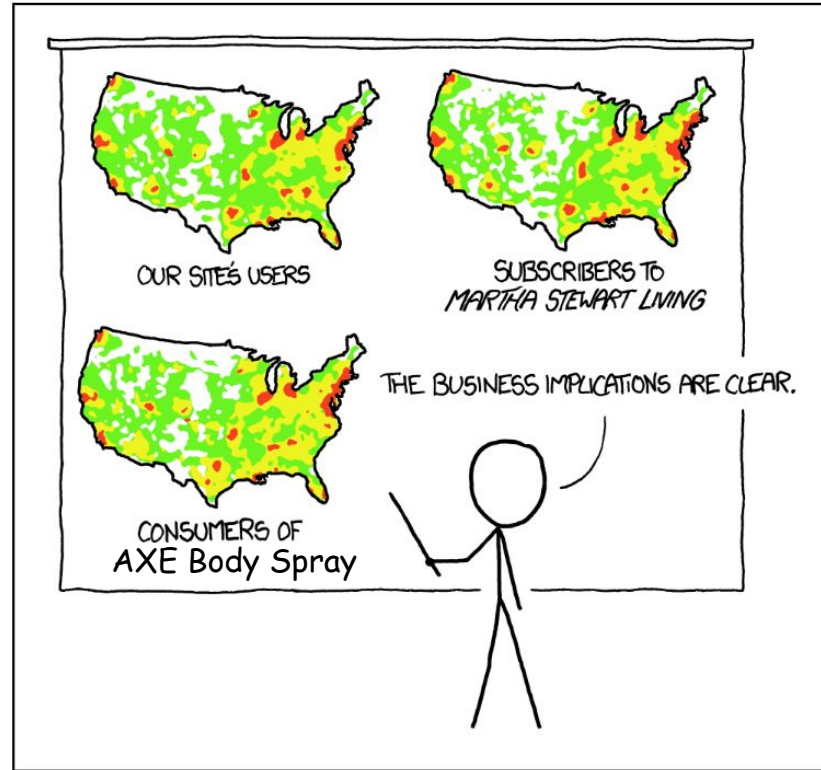 OUR SITE'S USERS
SUBSCRIBERS TO
MARTHA STEWART LIVING
THE BUSINESS IMPLICATIONS ARE CLEAR.
CONSUMERS OF
AXE Body Spray